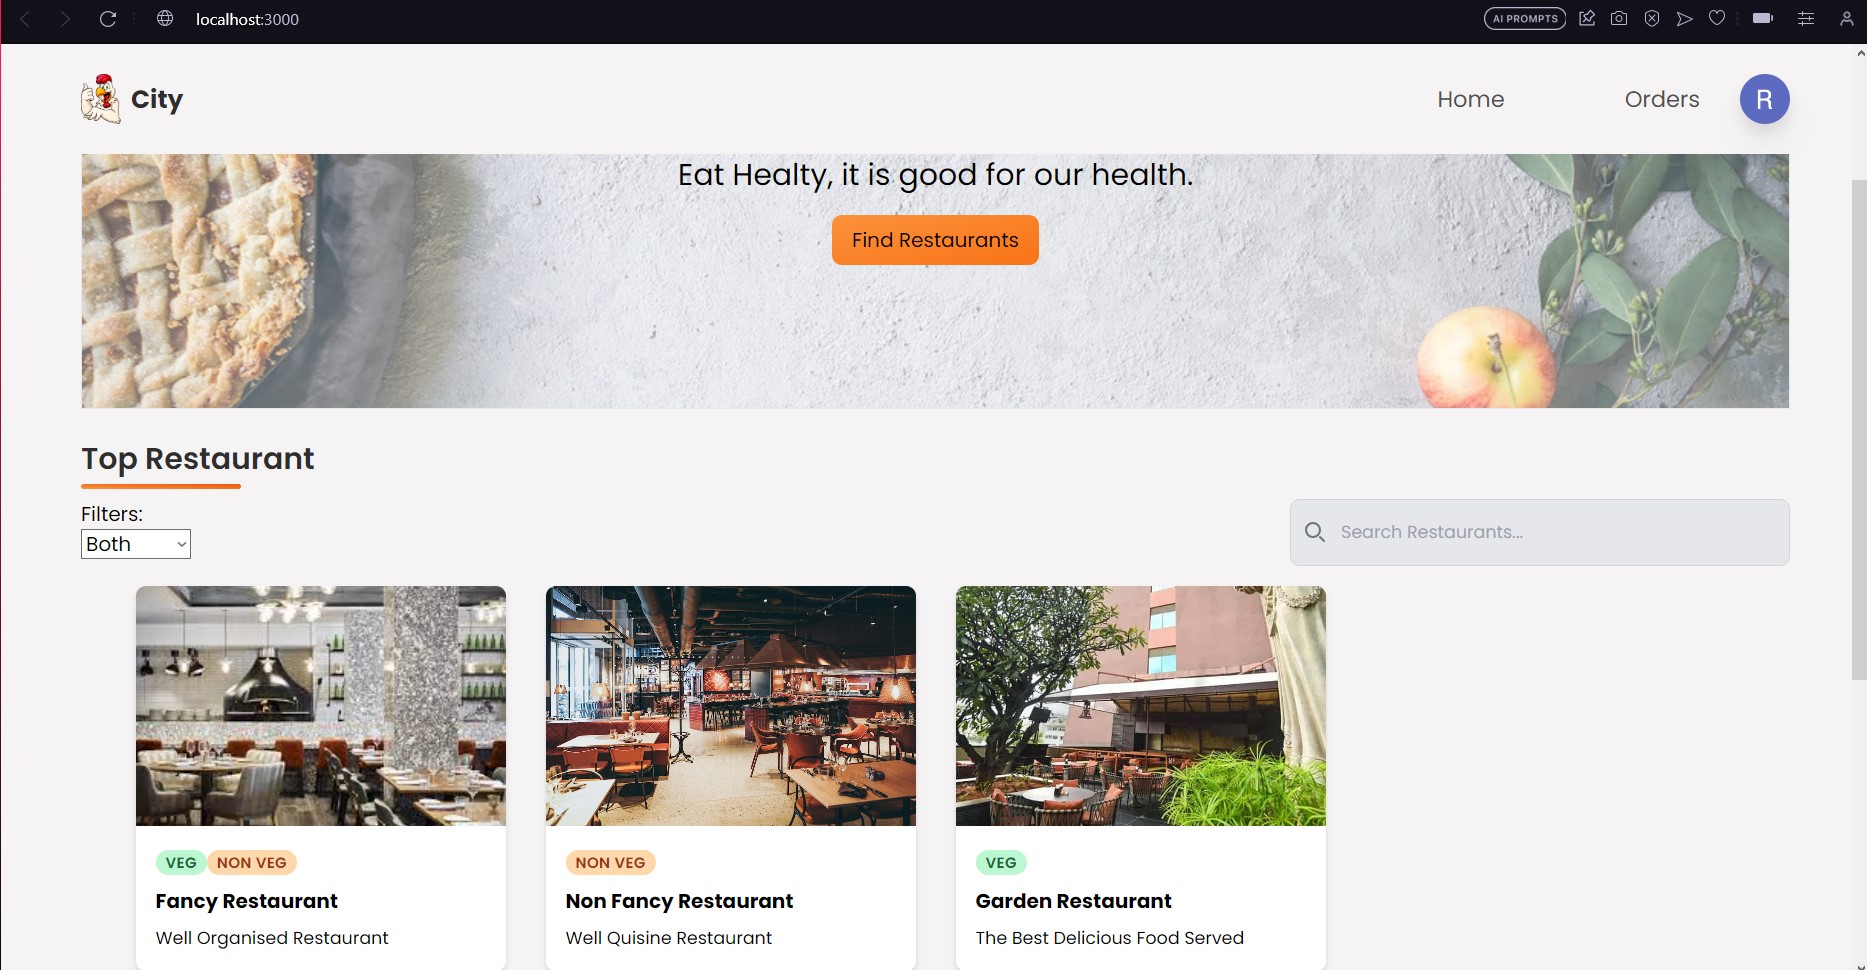 localhost:3000
AI PROMPTS
City
Home
Orders
R
Eat Healty, it is good for our health.
Find Restaurants
Top Restaurant
Filters:
Both
Search Restaurants...
VEG NON VEG
Fancy Restaurant
Well Organised Restaurant
NON VEG
Non Fancy Restaurant
Well Quisine Restaurant
VEG
Garden Restaurant
The Best Delicious Food Served